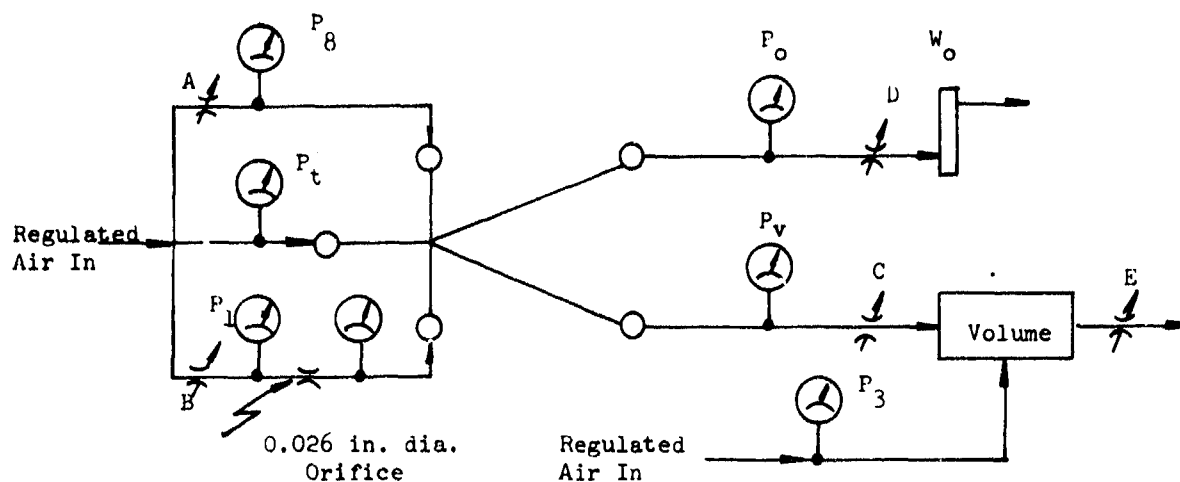 P8
A
Pt
Regulated
Air In
P1
B
0.026 in. dia.
Orifice
Po
Wo
D
Pv
C
E
Volume
P3
Regulated
Air In